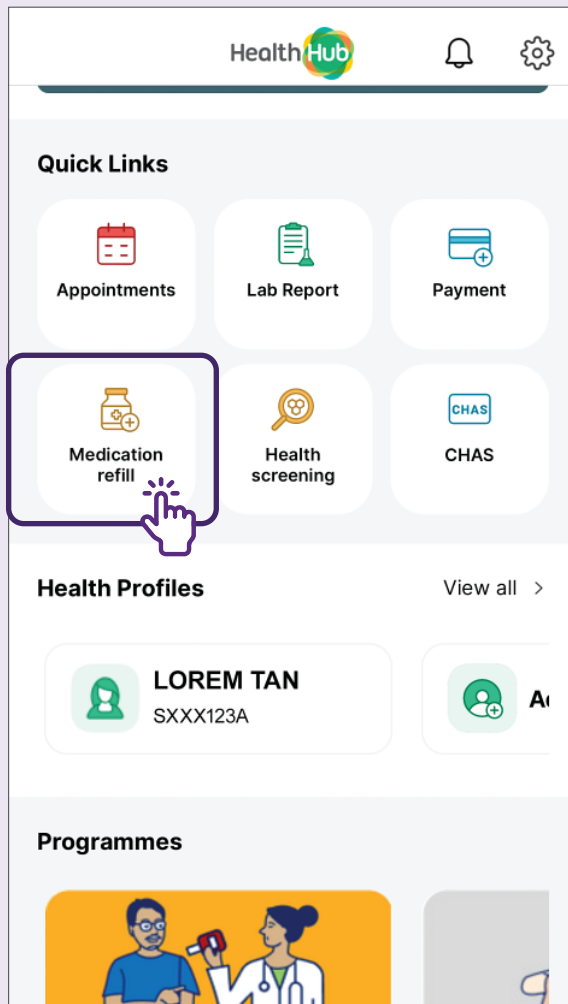 HealthHub
Quick Links
Appointments
Lab Report
Payment
Medication
refill
Health
screening
CHAS
CHAS
Health Profiles
View all >
LOREM TAN
SXXX123A
Programmes